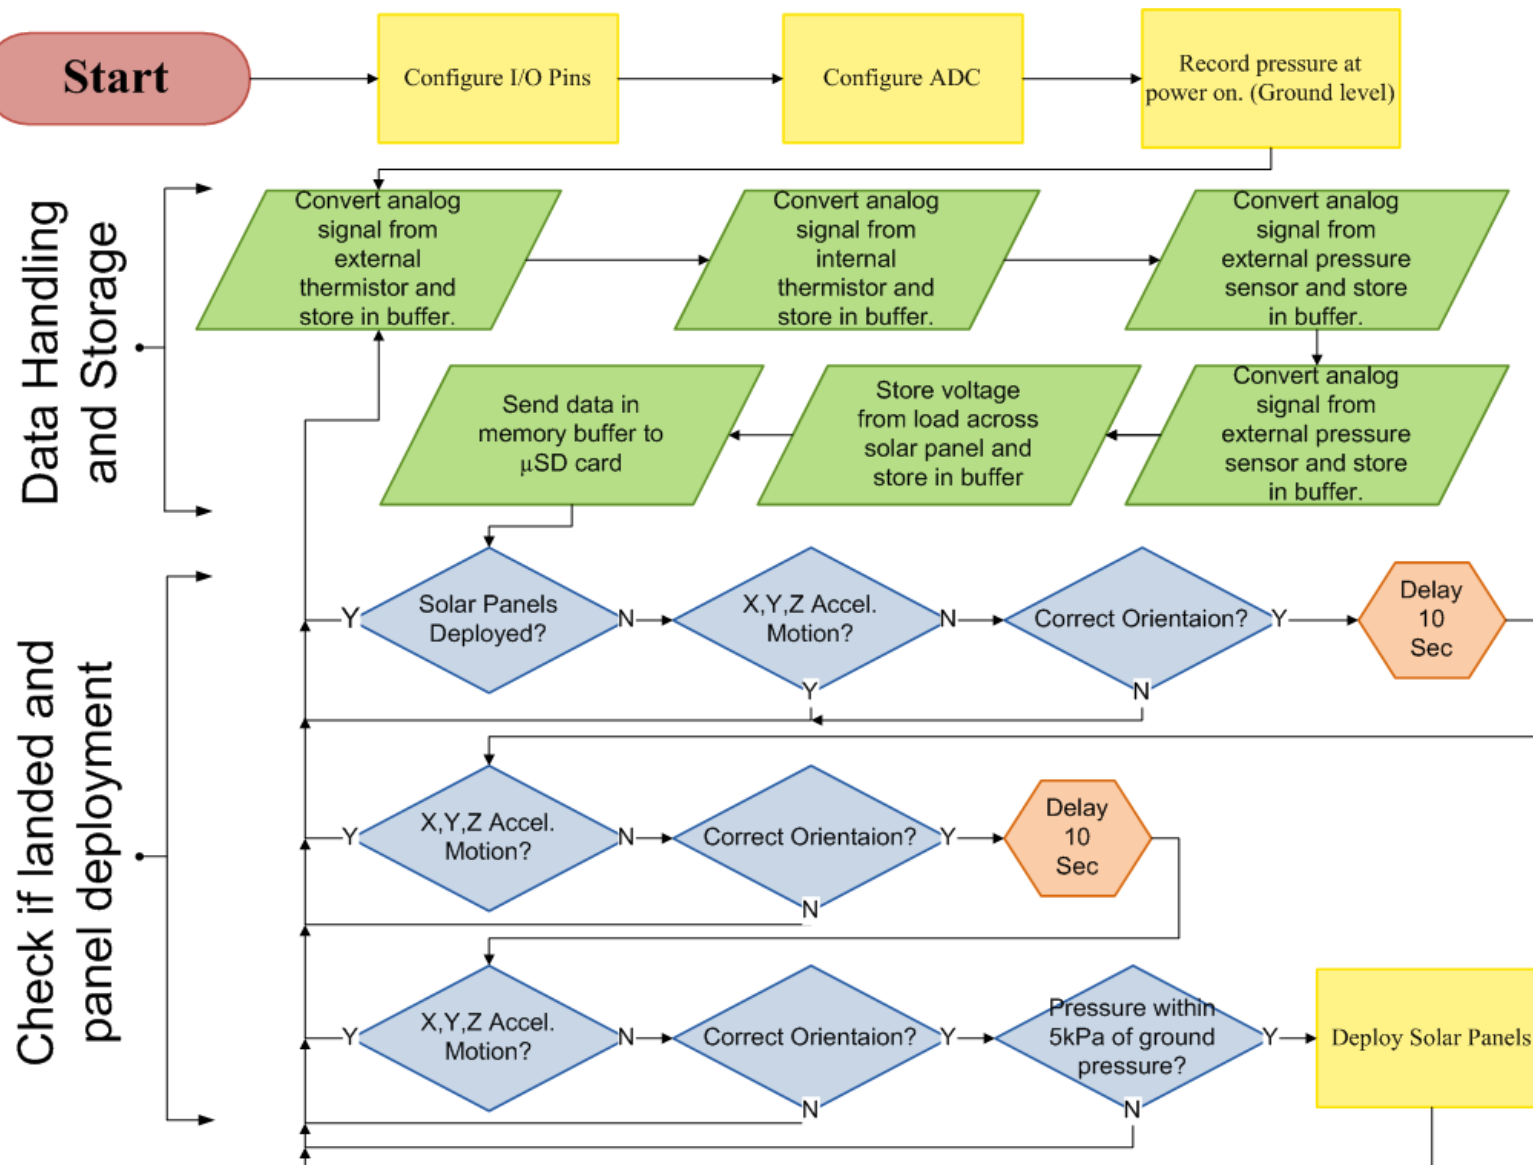 Start
Configure I/O Pins
Configure ADC
Record pressure at
power on. (Ground level)
Data Handling
and Storage
Convert analog
signal from
external
thermistor and
store in buffer.
Convert analog
signal from
internal
thermistor and
store in buffer.
Convert analog
signal from
external pressure
sensor and store
in buffer.
Send data in
memory buffer to
μSD card
Store voltage
from load across
solar panel and
store in buffer
Convert analog
signal from
external pressure
sensor and store
in buffer.
Check if landed and
panel deployment
Y
Solar Panels
Deployed?
N
X,Y,Z Accel.
Motion?
N
Y
Correct Orientaion?
Y
N
Delay
10
Sec
Y
X,Y,Z Accel.
Motion?
N
Correct Orientaion?
Y
N
Delay
10
Sec
Y
X,Y,Z Accel.
Motion?
N
Correct Orientaion?
Y
N
Pressure within
5kPa of ground
pressure?
Y
N
Deploy Solar Panels